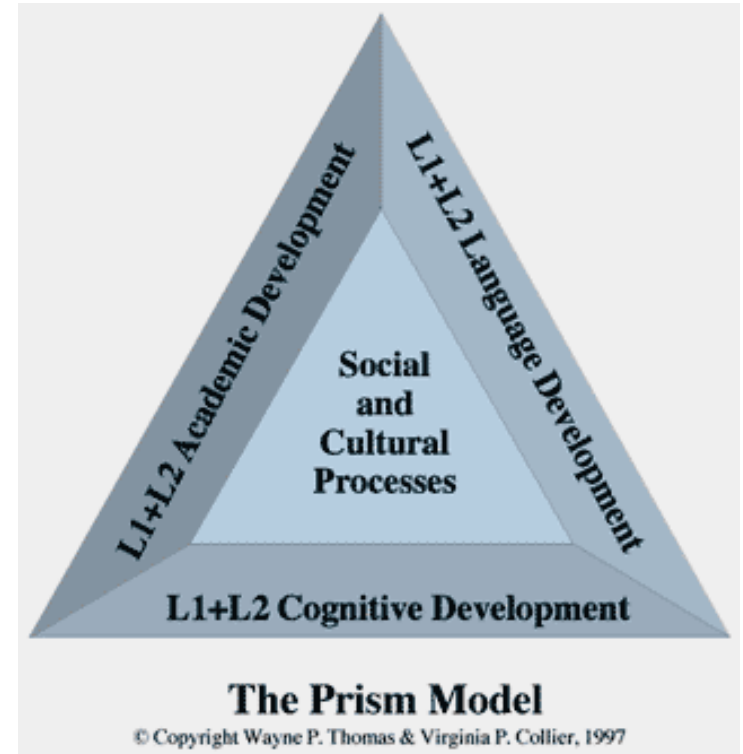 L1+L2 Academic Development
L1+L2 Language Development
Social
and
Cultural
Processes
L1+L2 Cognitive Development
The Prism Model
© Copyright Wayne P. Thomas & Virginia P. Collier, 1997